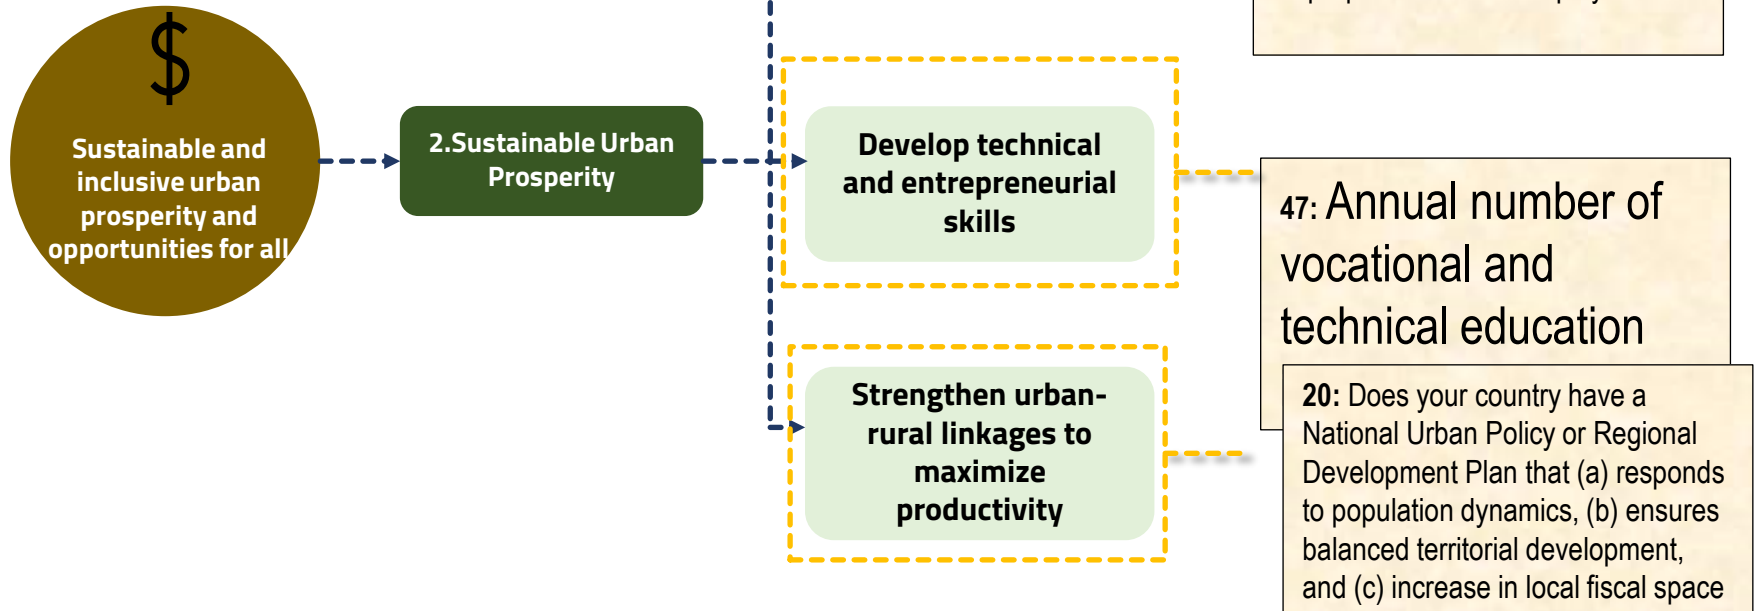 $
Sustainable and
inclusive urban
prosperity and
opportunities for all
2.Sustainable Urban
Prosperity
Develop technical
and entrepreneurial
skills
Strengthen urban-
rural linkages to
maximize
productivity
47: Annual number of
vocational and
technical education
20: Does your country have a
National Urban Policy or Regional
Development Plan that (a) responds
to population dynamics, (b) ensures
balanced territorial development,
and (c) increase in local fiscal space